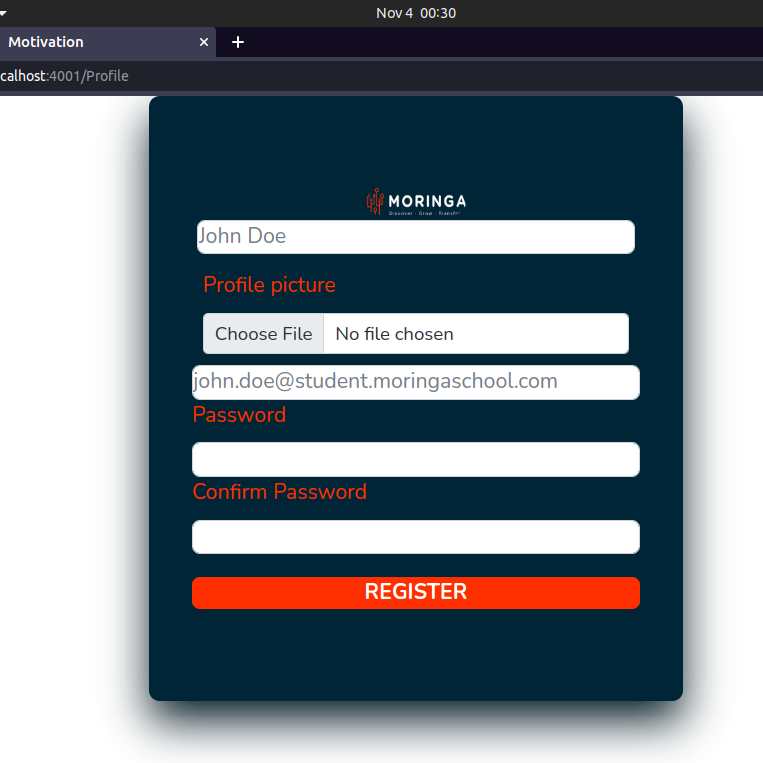 Nov 4 00:30
Motivation
calhost:4001/Profile
MORINGA
Discover · Grow · Transform
John Doe
Profile picture
Choose File No file chosen
john.doe@student.moringaschool.com
Password
Confirm Password
REGISTER